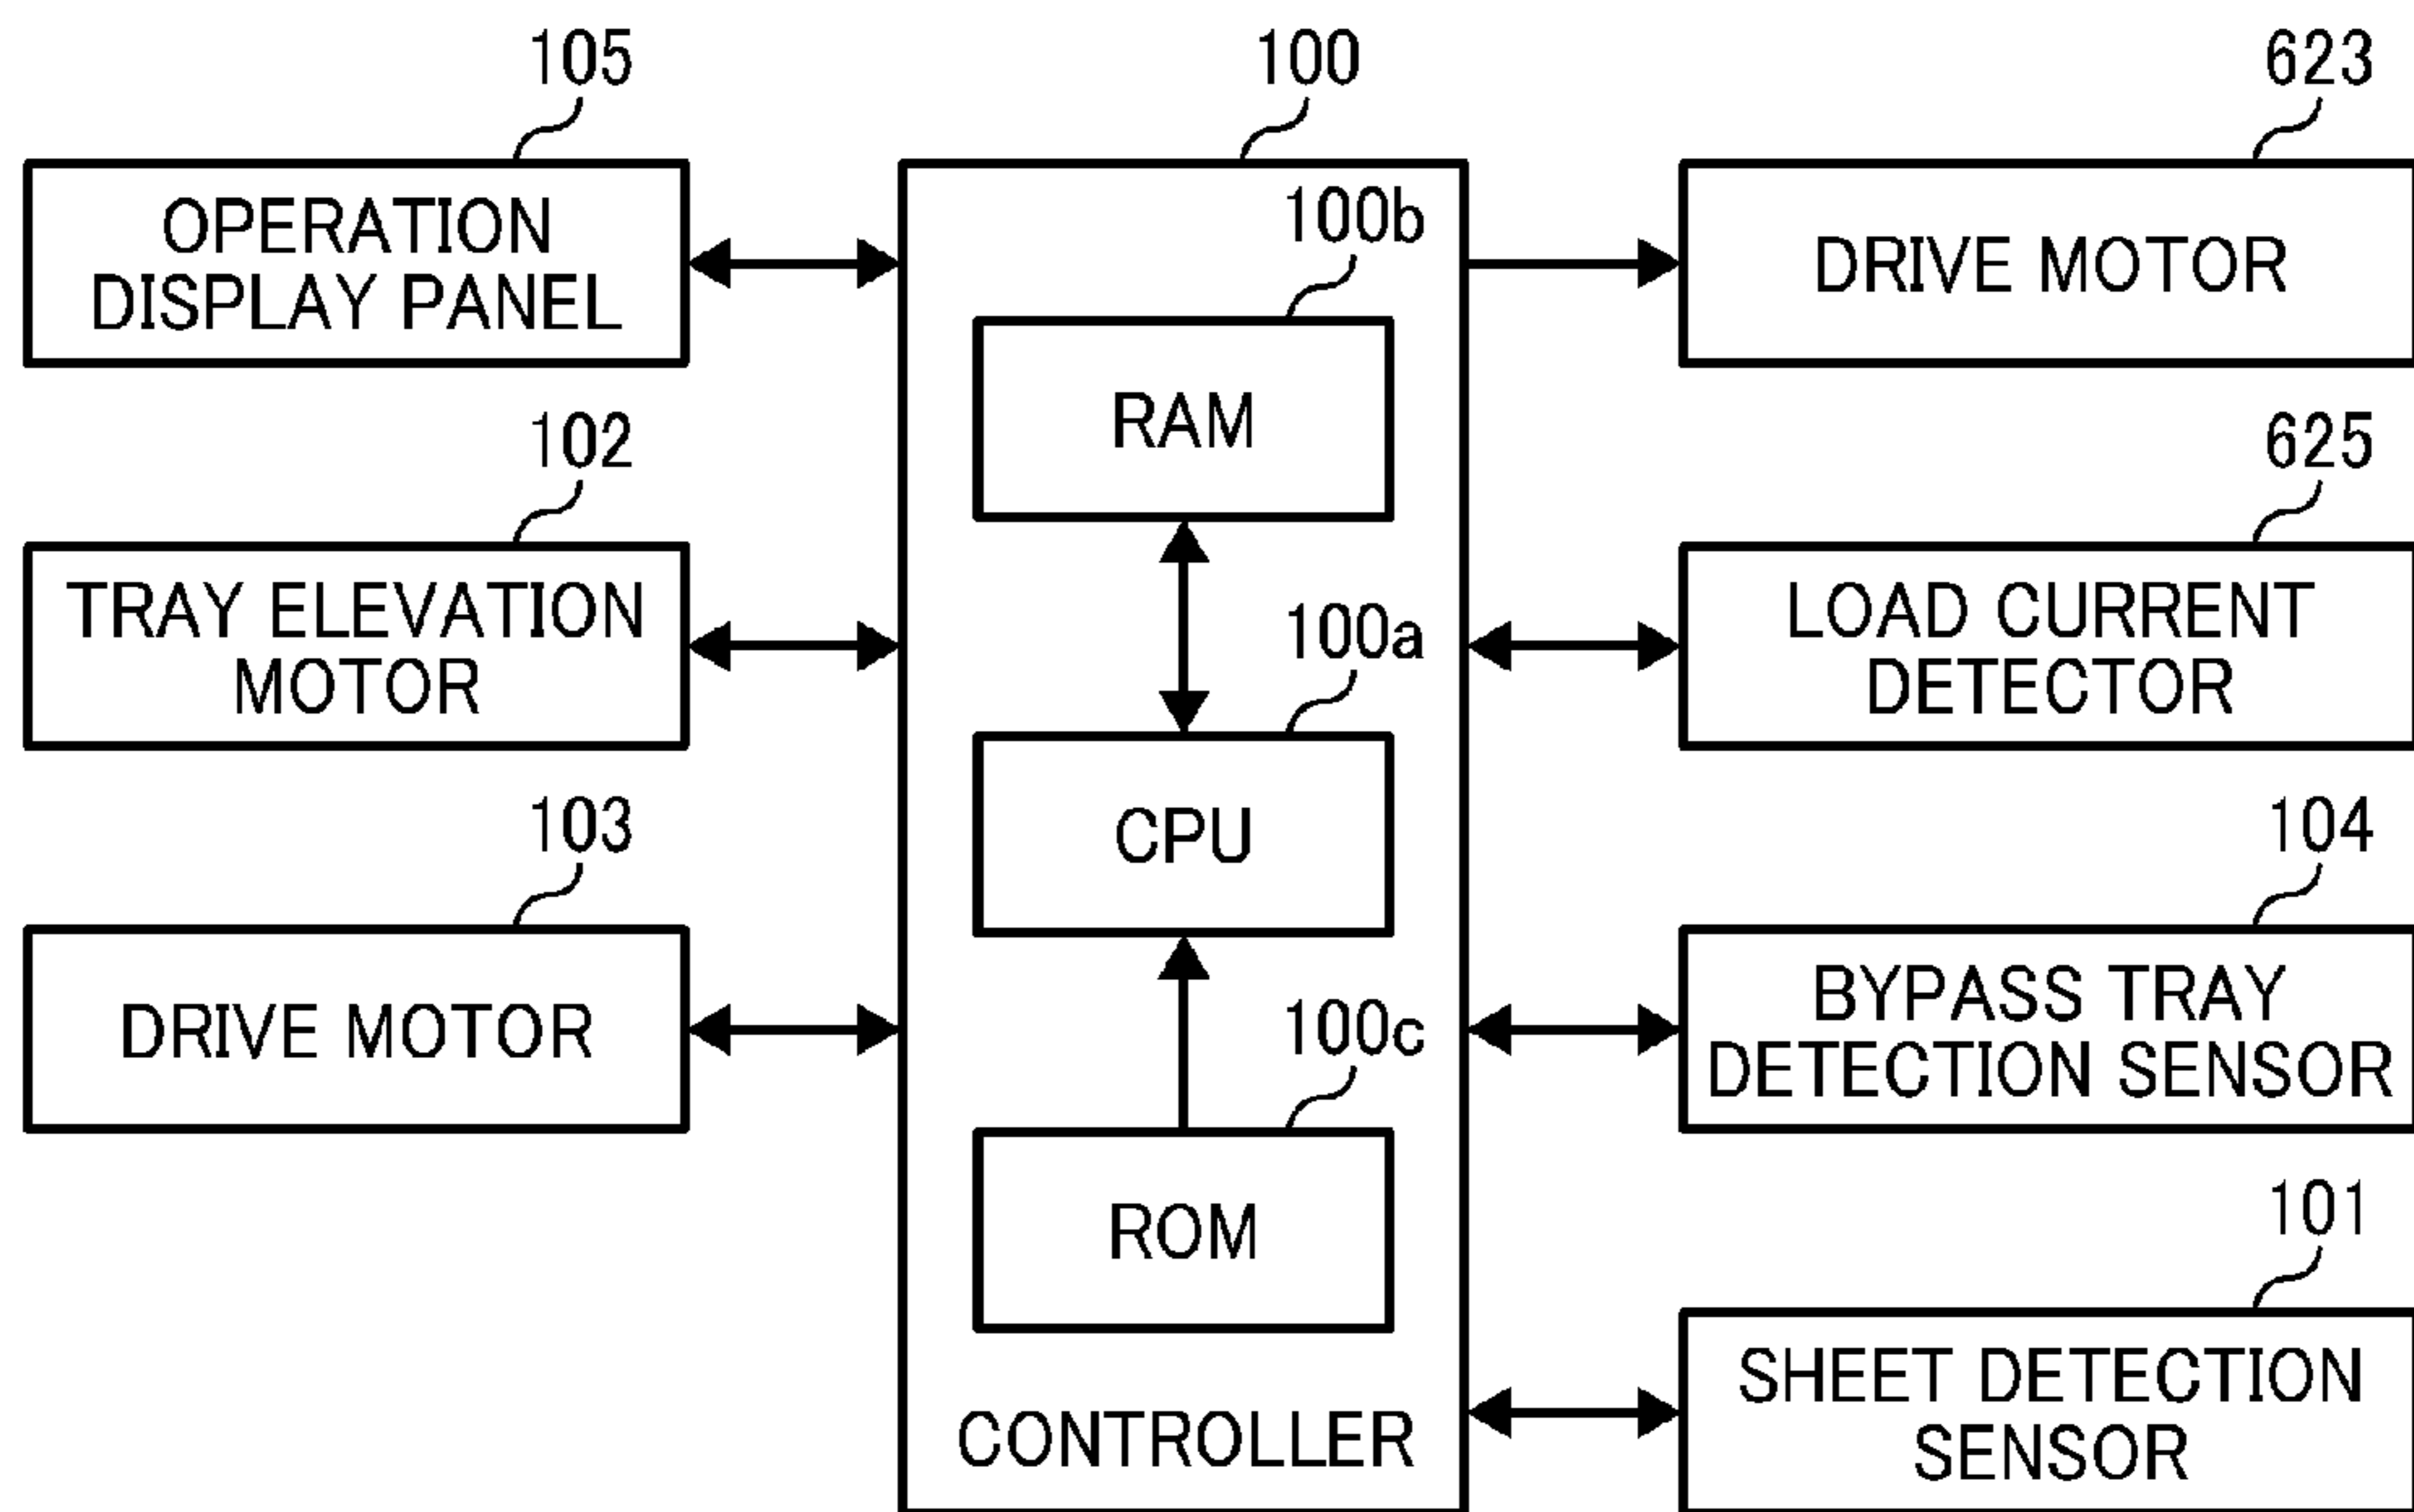 105
OPERATION
DISPLAY PANEL
102
TRAY ELEVATION
MOTOR
103
DRIVE MOTOR
100
100b
RAM
100a
CPU
100c
ROM
CONTROLLER
623
DRIVE MOTOR
625
LOAD CURRENT
DETECTOR
104
BYPASS TRAY
DETECTION SENSOR
101
SHEET DETECTION
SENSOR